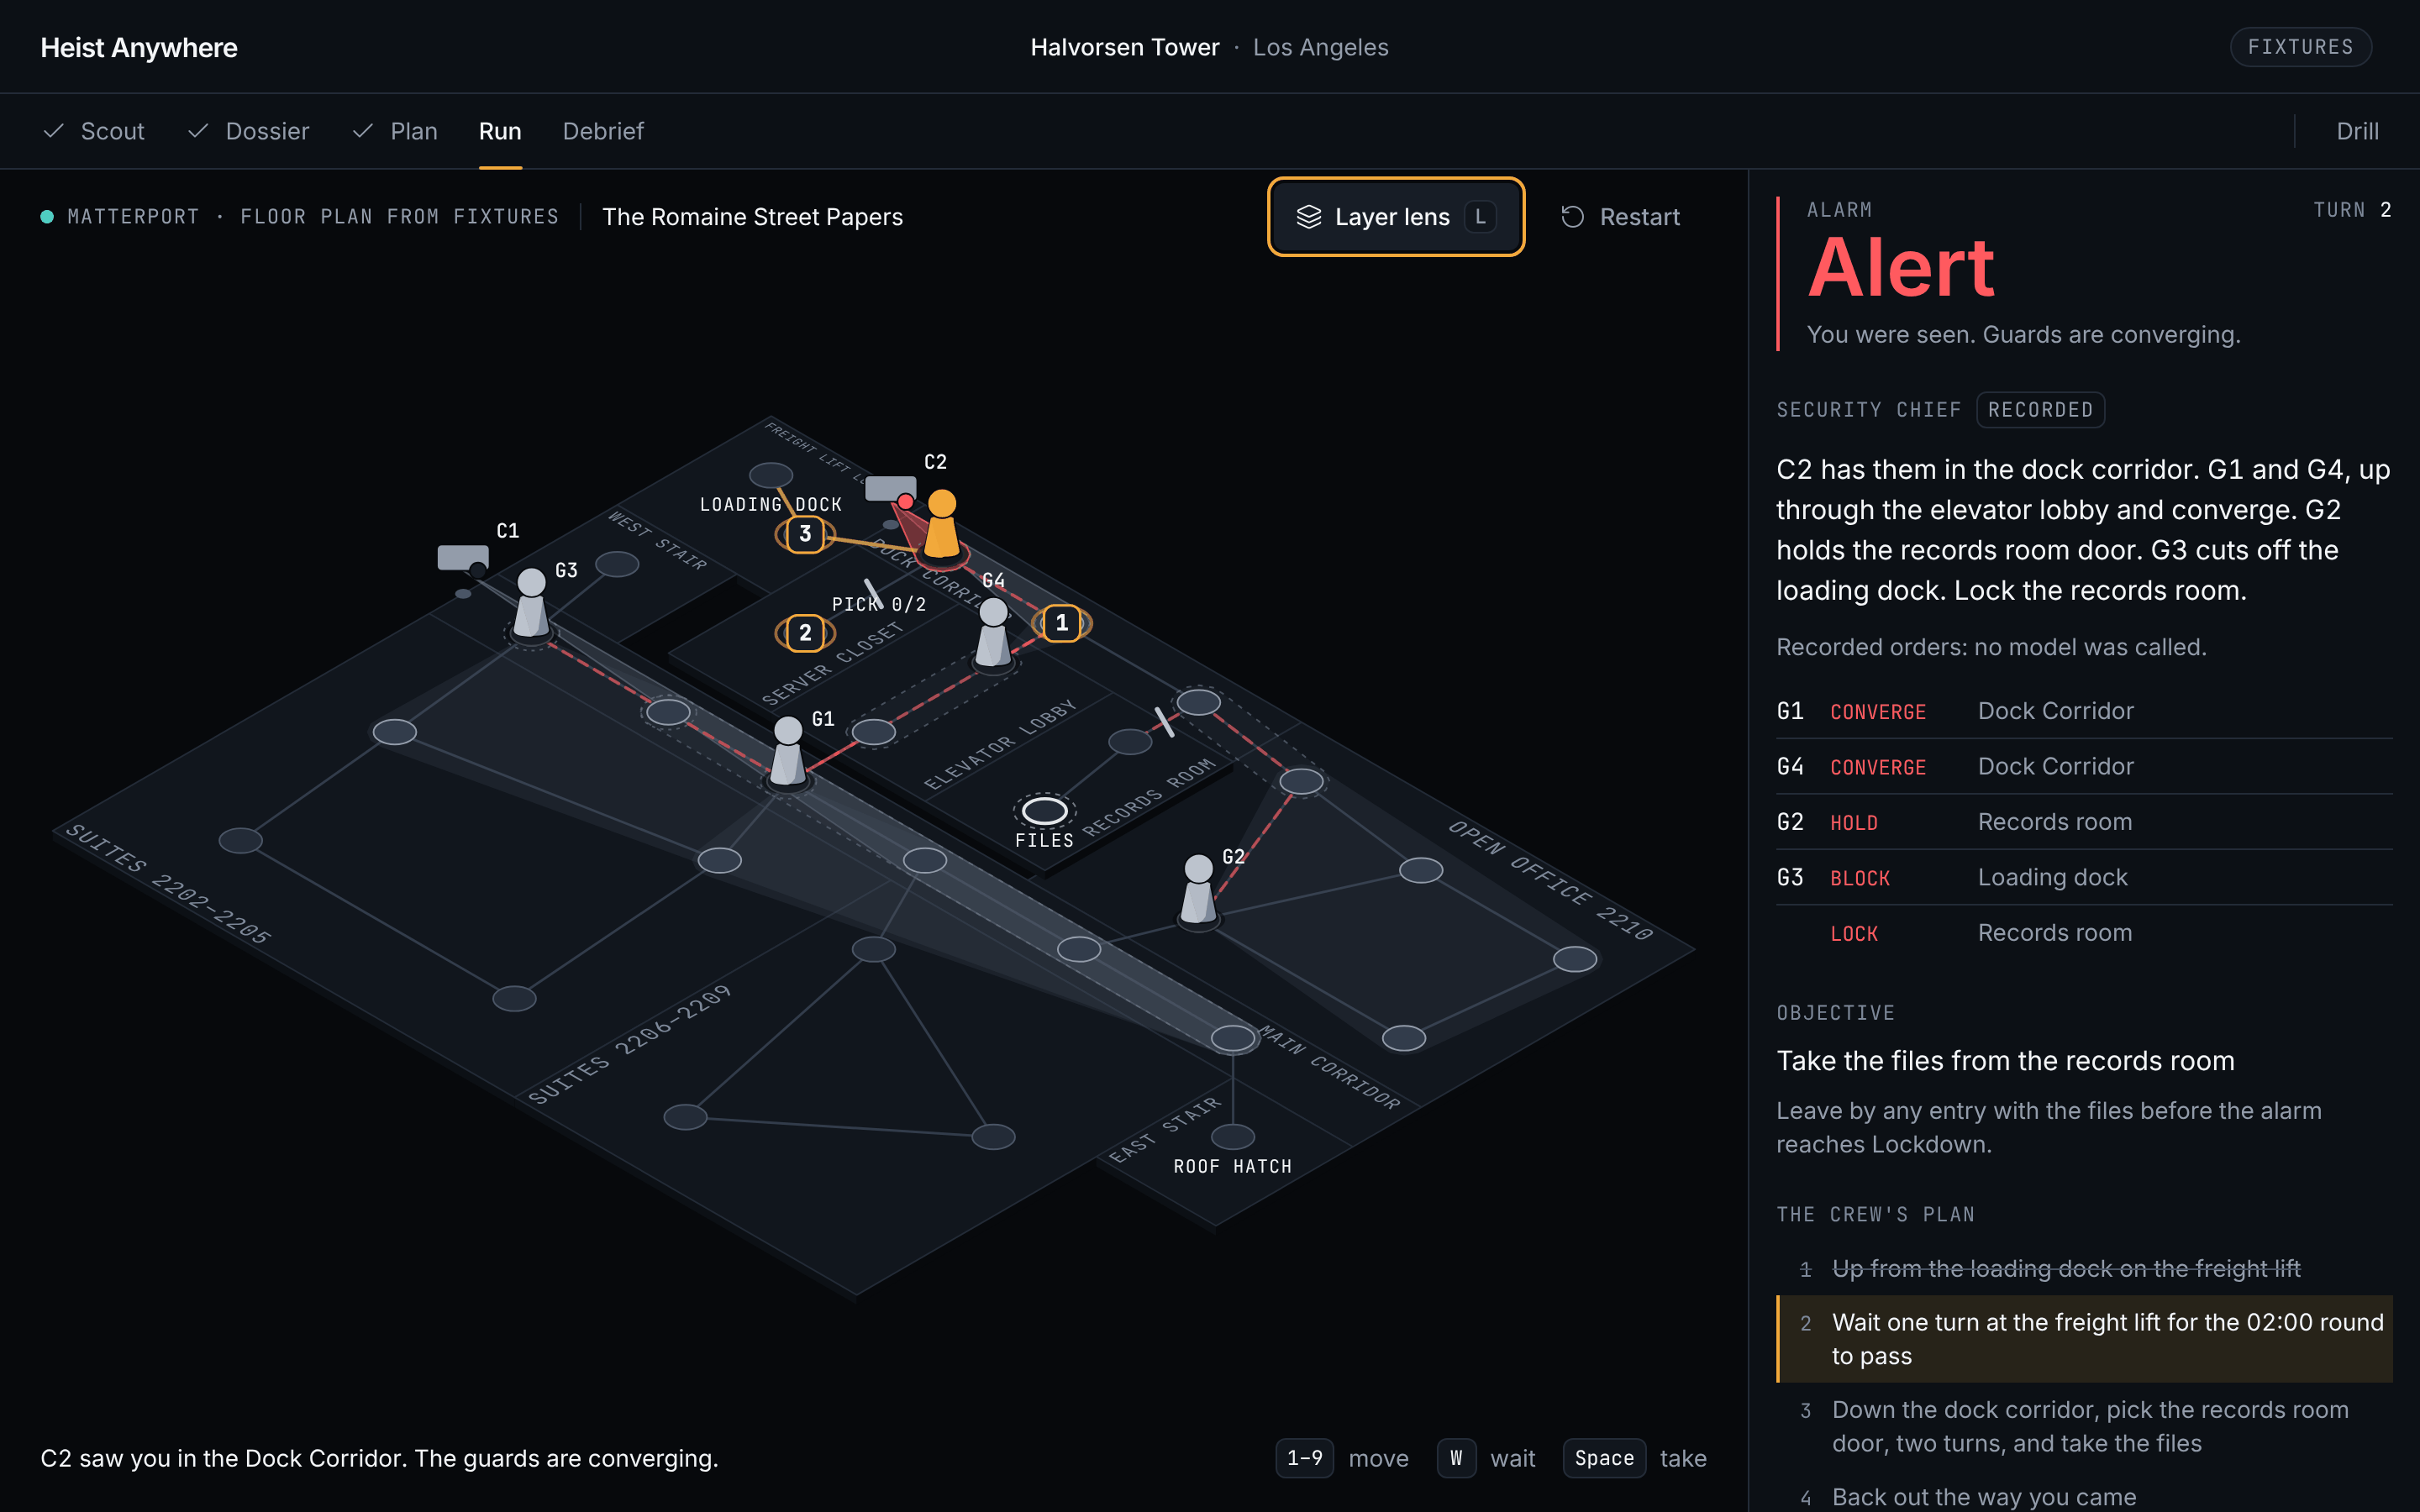 Heist Anywhere
Halvorsen Tower · Los Angeles
FIXTURES
Scout
Dossier
Plan
Run
Debrief
Drill
MATTERPORT · FLOOR PLAN FROM FIXTURES
The Romaine Street Papers
Layer lens L
Restart
FREIGHT LIFT
C2
LOADING DOCK
3
WEST STAIR
C1
G3
DOCK
G4
PICK 0/2
2
1
SERVER CLOSET
G1
ELEVATOR LOBBY
RECORDS ROOM
FILES
G2
OPEN OFFICE 2210
SUITES 2202-2205
SUITES 2206-2209
MAIN CORRIDOR
EAST STAIR
ROOF HATCH
C2 saw you in the Dock Corridor. The guards are converging.
1–9 move
W wait
Space take
ALARM
TURN 2
Alert
You were seen. Guards are converging.
SECURITY CHIEF RECORDED
C2 has them in the dock corridor. G1 and G4, up
through the elevator lobby and converge. G2
holds the records room door. G3 cuts off the
loading dock. Lock the records room.
Recorded orders: no model was called.
G1 CONVERGE Dock Corridor
G4 CONVERGE Dock Corridor
G2 HOLD Records room
G3 BLOCK Loading dock
LOCK Records room
OBJECTIVE
Take the files from the records room
Leave by any entry with the files before the alarm
reaches Lockdown.
THE CREW'S PLAN
1 Up from the loading dock on the freight lift
2 Wait one turn at the freight lift for the 02:00 round
to pass
3 Down the dock corridor, pick the records room
door, two turns, and take the files
4 Back out the way you came